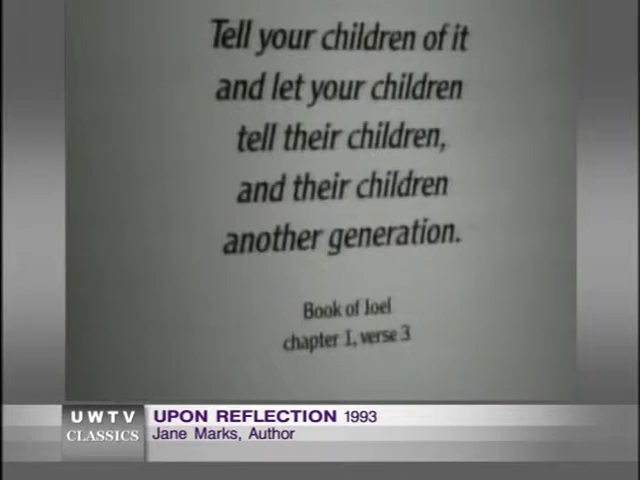 Tell your children of it
and let your children
tell their children,
and their children
another generation.
Book of Joel
chapter 1, verse 3
UWTV
CLASSICS
UPON REFLECTION 1993
Jane Marks, Author